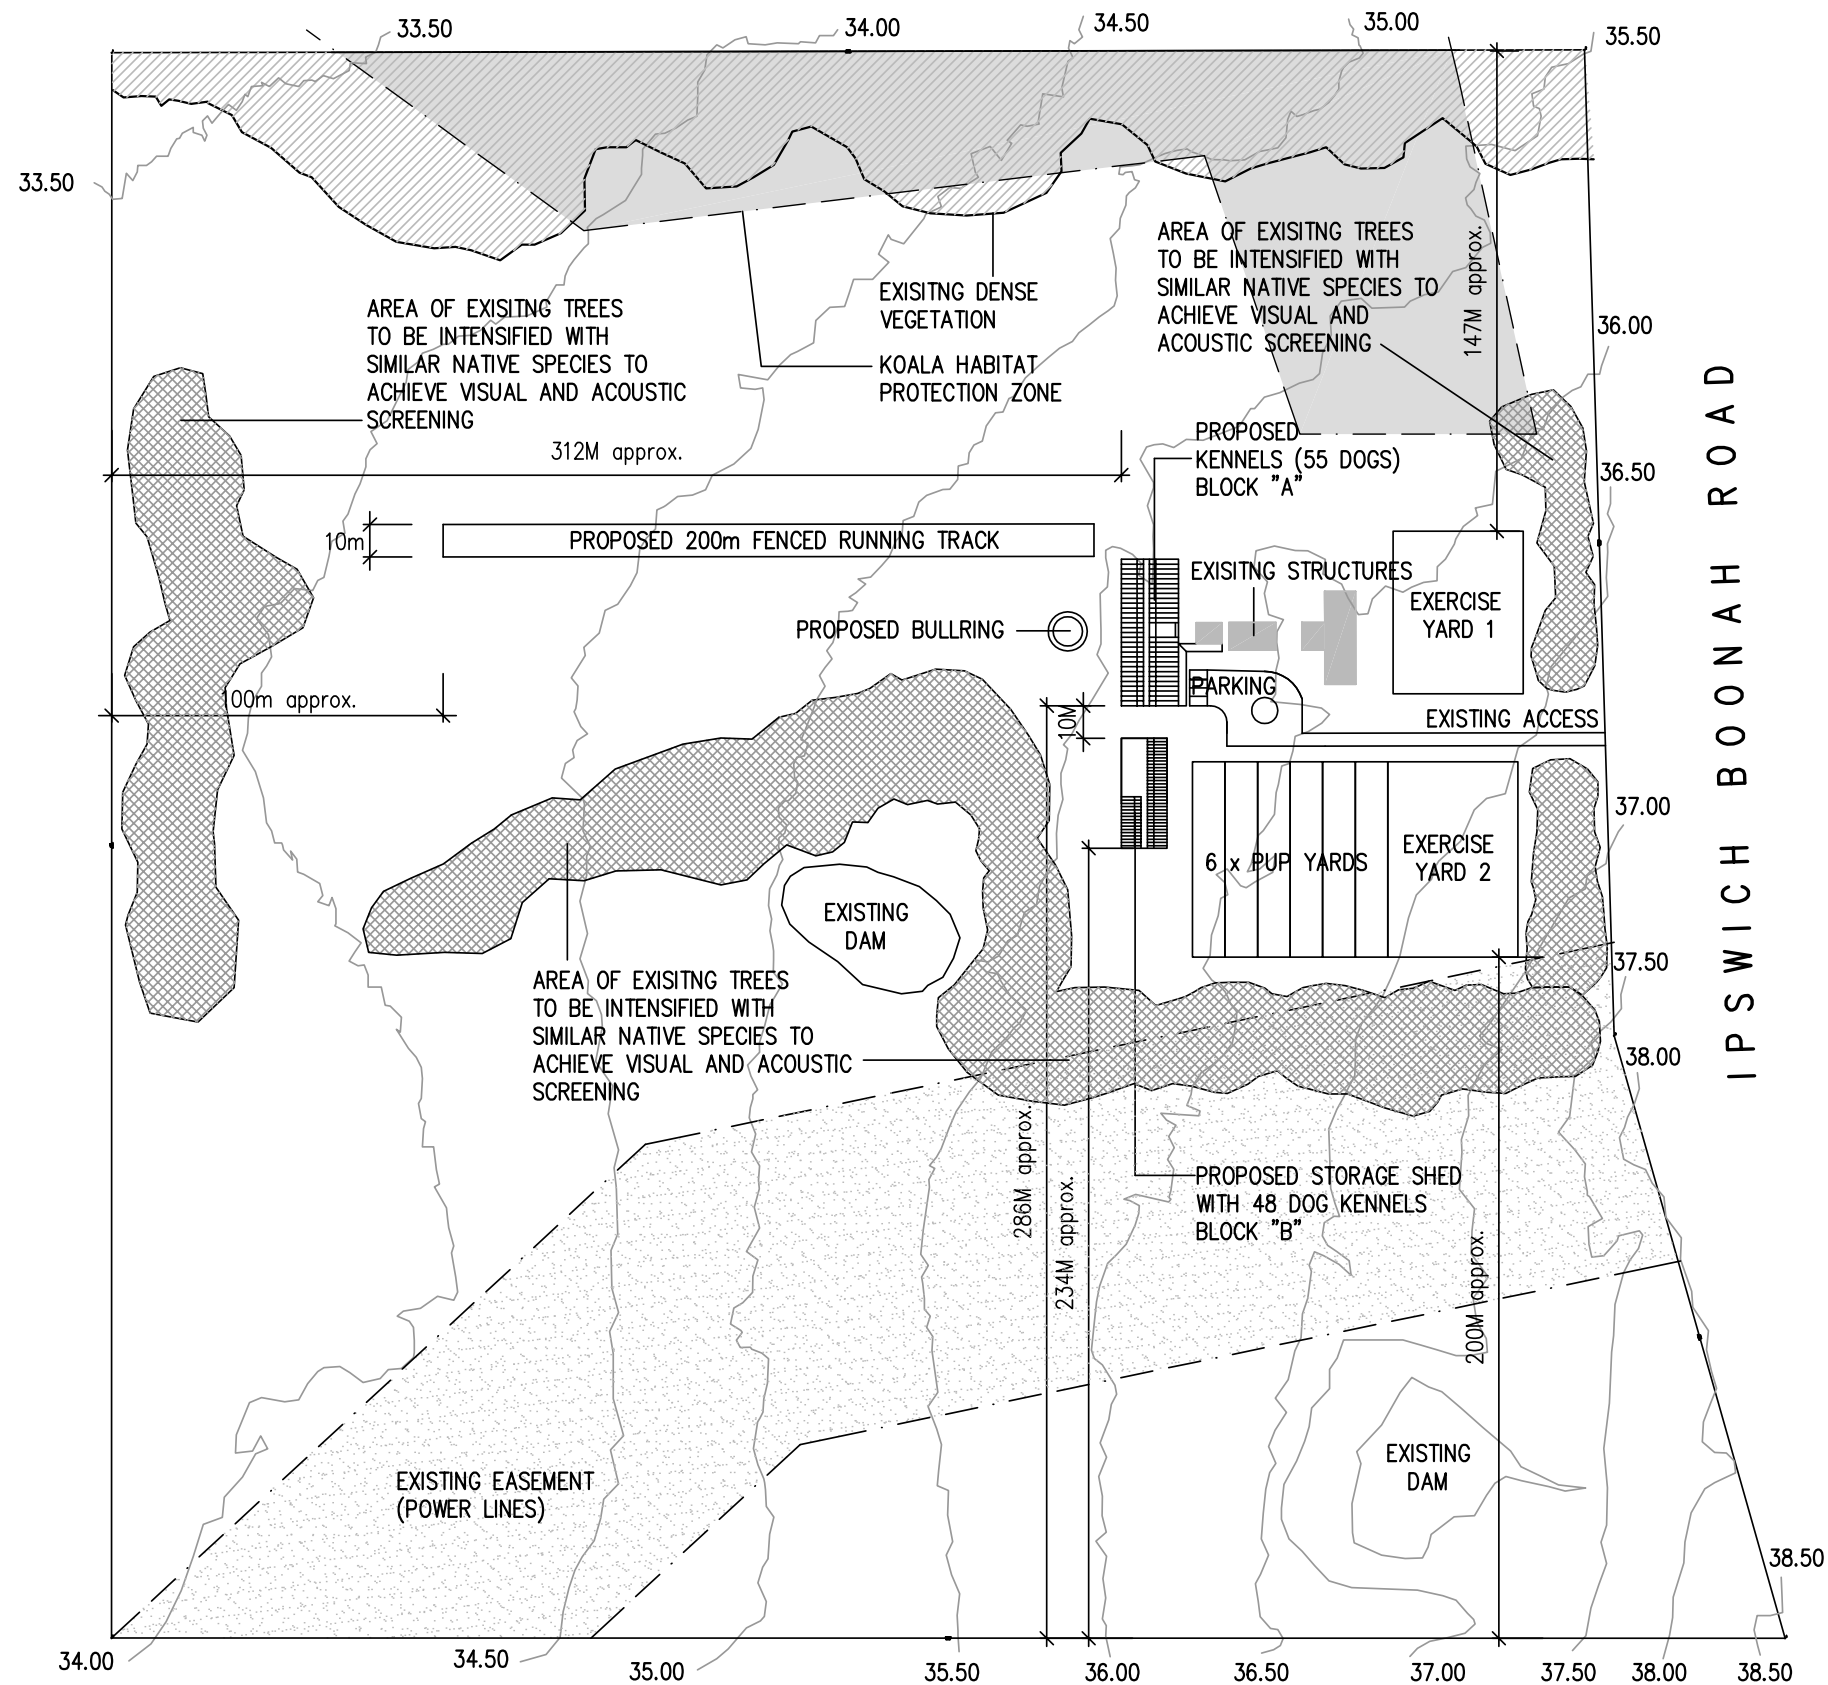 33.50
34.00
34.50
35.00
35.50
33.50
AREA OF EXISITNG TREES
TO BE INTENSIFIED WITH
SIMILAR NATIVE SPECIES TO
ACHIEVE VISUAL AND
ACOUSTIC SCREENING
147M approx.
EXISITNG DENSE
VEGETATION
KOALA HABITAT
PROTECTION ZONE
AREA OF EXISITNG TREES
TO BE INTENSIFIED WITH
SIMILAR NATIVE SPECIES TO
ACHIEVE VISUAL AND ACOUSTIC
SCREENING
36.00
312M approx.
PROPOSED
KENNELS (55 DOGS)
BLOCK "A"
36.50
10m
PROPOSED 200m FENCED RUNNING TRACK
EXISITNG STRUCTURES
EXERCISE
YARD 1
PROPOSED BULLRING
PARKING
100m approx.
10M
EXISTING ACCESS
IPSWICH BOONAH ROAD
37.00
6 x PUP YARDS
EXERCISE
YARD 2
EXISTING
DAM
37.50
AREA OF EXISITNG TREES
TO BE INTENSIFIED WITH
SIMILAR NATIVE SPECIES TO
ACHIEVE VISUAL AND ACOUSTIC
SCREENING
38.00
286M approx.
234M approx.
PROPOSED STORAGE SHED
WITH 48 DOG KENNELS
BLOCK "B"
200M approx.
EXISTING
DAM
EXISTING EASEMENT
(POWER LINES)
38.50
34.00
34.50
35.00
35.50
36.00
36.50
37.00
37.50
38.00
38.50